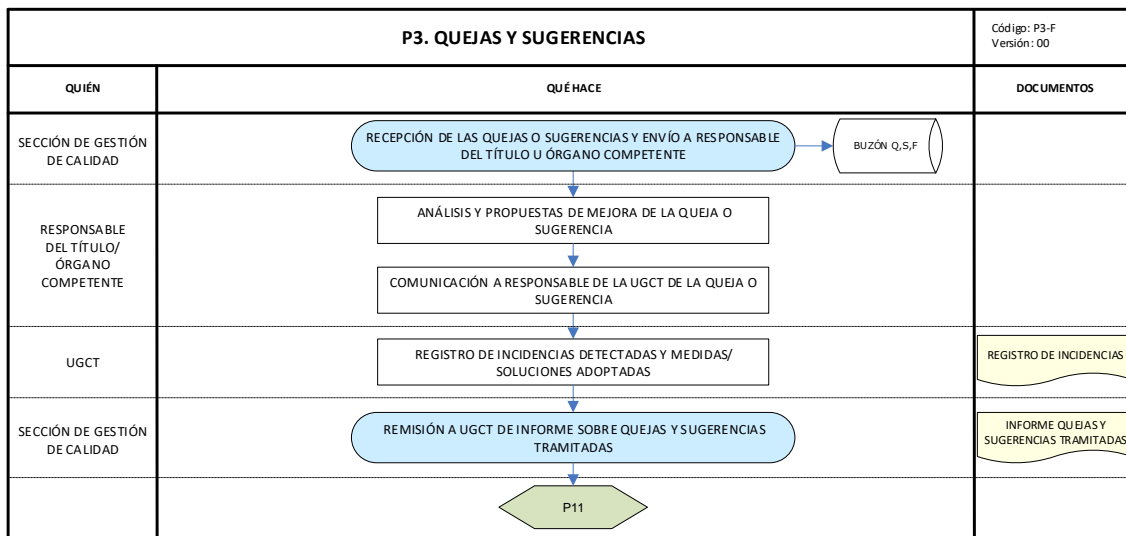 P3. QUEJAS Y SUGERENCIAS
Código: P3-F
Versión: 00
QUIÉN
QUÉ HACE
DOCUMENTOS
SECCIÓN DE GESTIÓN
DE CALIDAD
RECEPCIÓN DE LAS QUEJAS O SUGERENCIAS Y ENVÍO A RESPONSABLE
DEL TÍTULO U ÓRGANO COMPETENTE
BUZÓN Q,S,F
RESPONSABLE
DEL TÍTULO/
ÓRGANO
COMPETENTE
ANÁLISIS Y PROPUESTAS DE MEJORA DE LA QUEJA O
SUGERENCIA
COMUNICACIÓN A RESPONSABLE DE LA UGCT DE LA QUEJA O
SUGERENCIA
UGCT
REGISTRO DE INCIDENCIAS DETECTADAS Y MEDIDAS/
SOLUCIONES ADOPTADAS
REGISTRO DE INCIDENCIAS
SECCIÓN DE GESTIÓN
DE CALIDAD
REMISIÓN A UGCT DE INFORME SOBRE QUEJAS Y SUGERENCIAS
TRAMITADAS
INFORME QUEJAS Y
SUGERENCIAS TRAMITADAS
P11